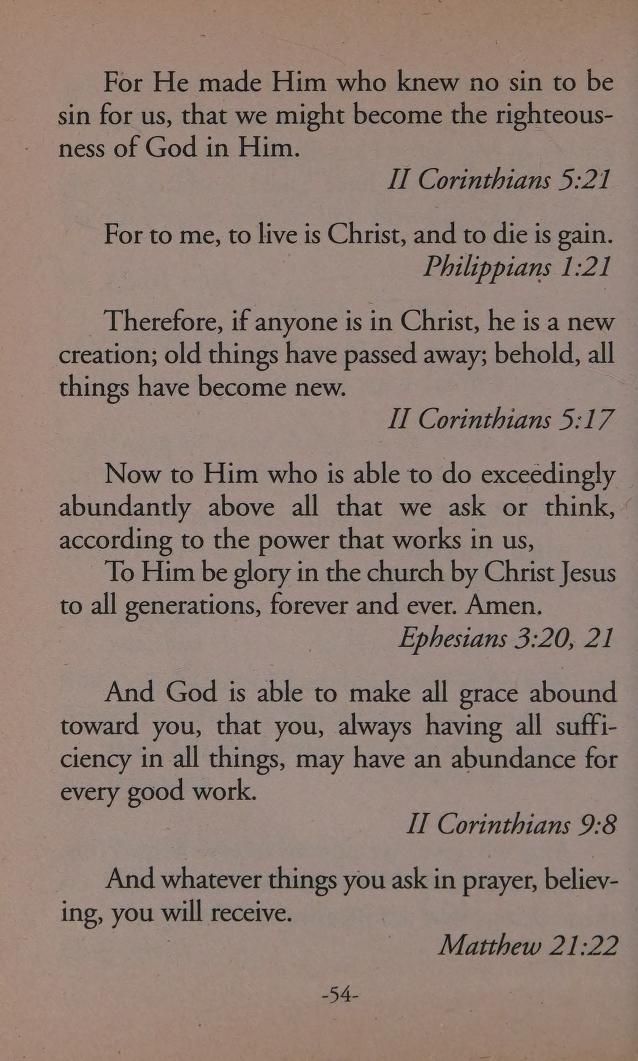 For He made Him who knew no sin to be
sin for us, that we might become the righteous-
ness of God in Him.
II Corinthians 5:21
For to me, to live is Christ, and to die is gain.
Philippians 1:21
Therefore, if anyone is in Christ, he is a new
creation; old things have passed away; behold, all
things have become new.
II Corinthians 5:17
Now to Him who is able to do exceedingly
abundantly above all that we ask or think,
according to the power that works in us,
To Him be glory in the church by Christ Jesus
to all generations, forever and ever. Amen.
Ephesians 3:20, 21
And God is able to make all grace abound
toward you, that you, always having all suffi-
ciency in all things, may have an abundance for
every good work.
II Corinthians 9:8
And whatever things you ask in prayer, believ-
ing, you will receive.
Matthew 21:22
-54-